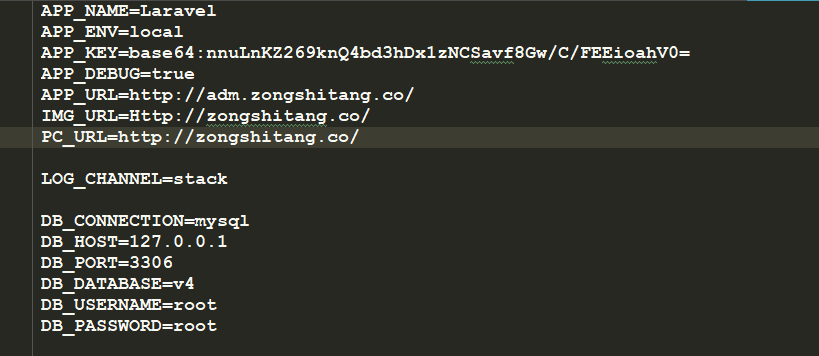 APP_NAME=Laravel
APP_ENV=local
APP_KEY=base64:nnuLnKZ269knQ4bd3hDx1zNCSavf8Gw/C/FEEioahV0=
APP_DEBUG=true
APP_URL=http://adm.zongshitang.co/
IMG_URL=Http://zongshitang.co/
PC_URL=http://zongshitang.co/
LOG_CHANNEL=stack
DB_CONNECTION=mysql
DB_HOST=127.0.0.1
DB_PORT=3306
DB_DATABASE=v4
DB_USERNAME=root
DB_PASSWORD=root